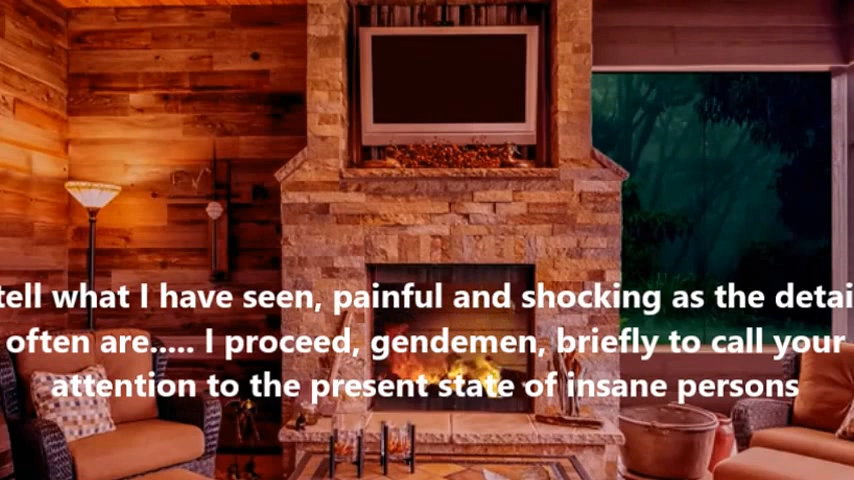 tell what I have seen, painful and shocking as the detai
often are..... I proceed, gendemen, briefly to call your
attention to the present state of insane persons